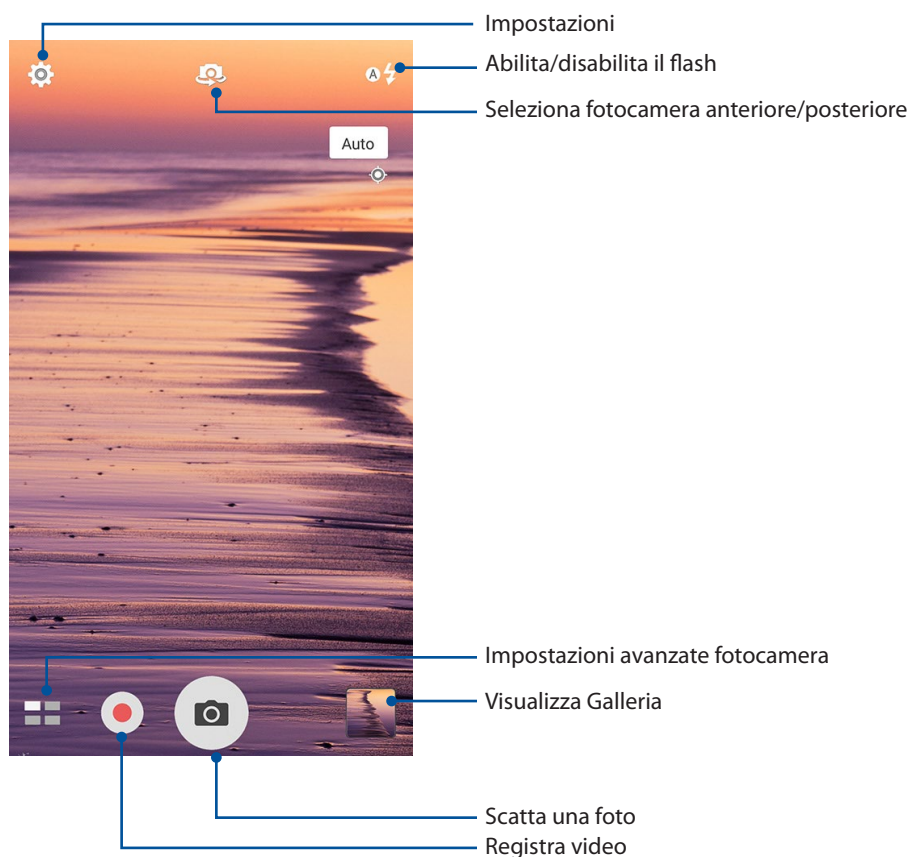 Impostazioni
Abilita/disabilita il flash
A
Seleziona fotocamera anteriore/posteriore
Auto
Impostazioni avanzate fotocamera
Visualizza Galleria
Scatta una foto
Registra video